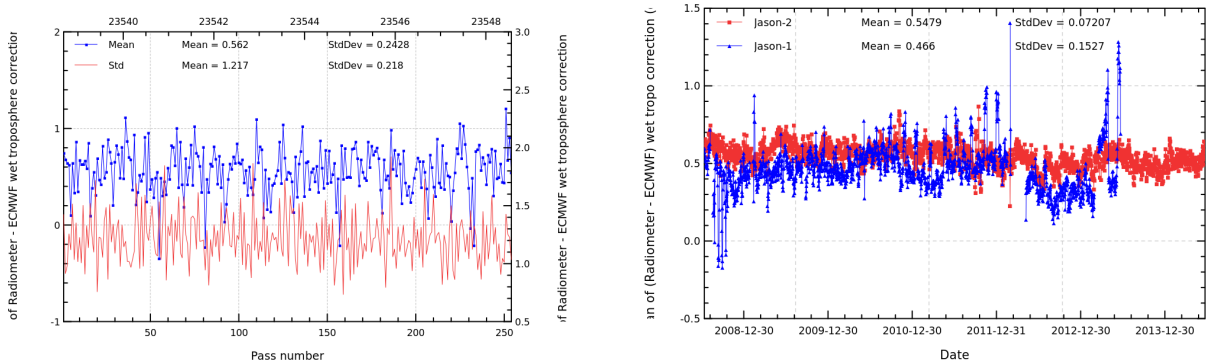 23540 23542 23544 23546 23548
Mean Mean = 0.562 StdDev = 0.2428
Std Mean = 1.217 StdDev = 0.218
2
1
0
-1
3.0
2.5
2.0
1.5
1.0
0.5
50 100 150 200 250
Pass number
of Radiometer - ECMWF wet troposphere correction
of Radiometer - ECMWF wet troposphere correction
Jason-2 Mean = 0.5479 StdDev = 0.07207
Jason-1 Mean = 0.466 StdDev = 0.1527
1.5
1.0
0.5
0.0
-0.5
2008-12-30 2009-12-30 2010-12-30 2011-12-31 2012-12-30 2013-12-30
Date
of (Radiometer - ECMWF) wet tropo correction (